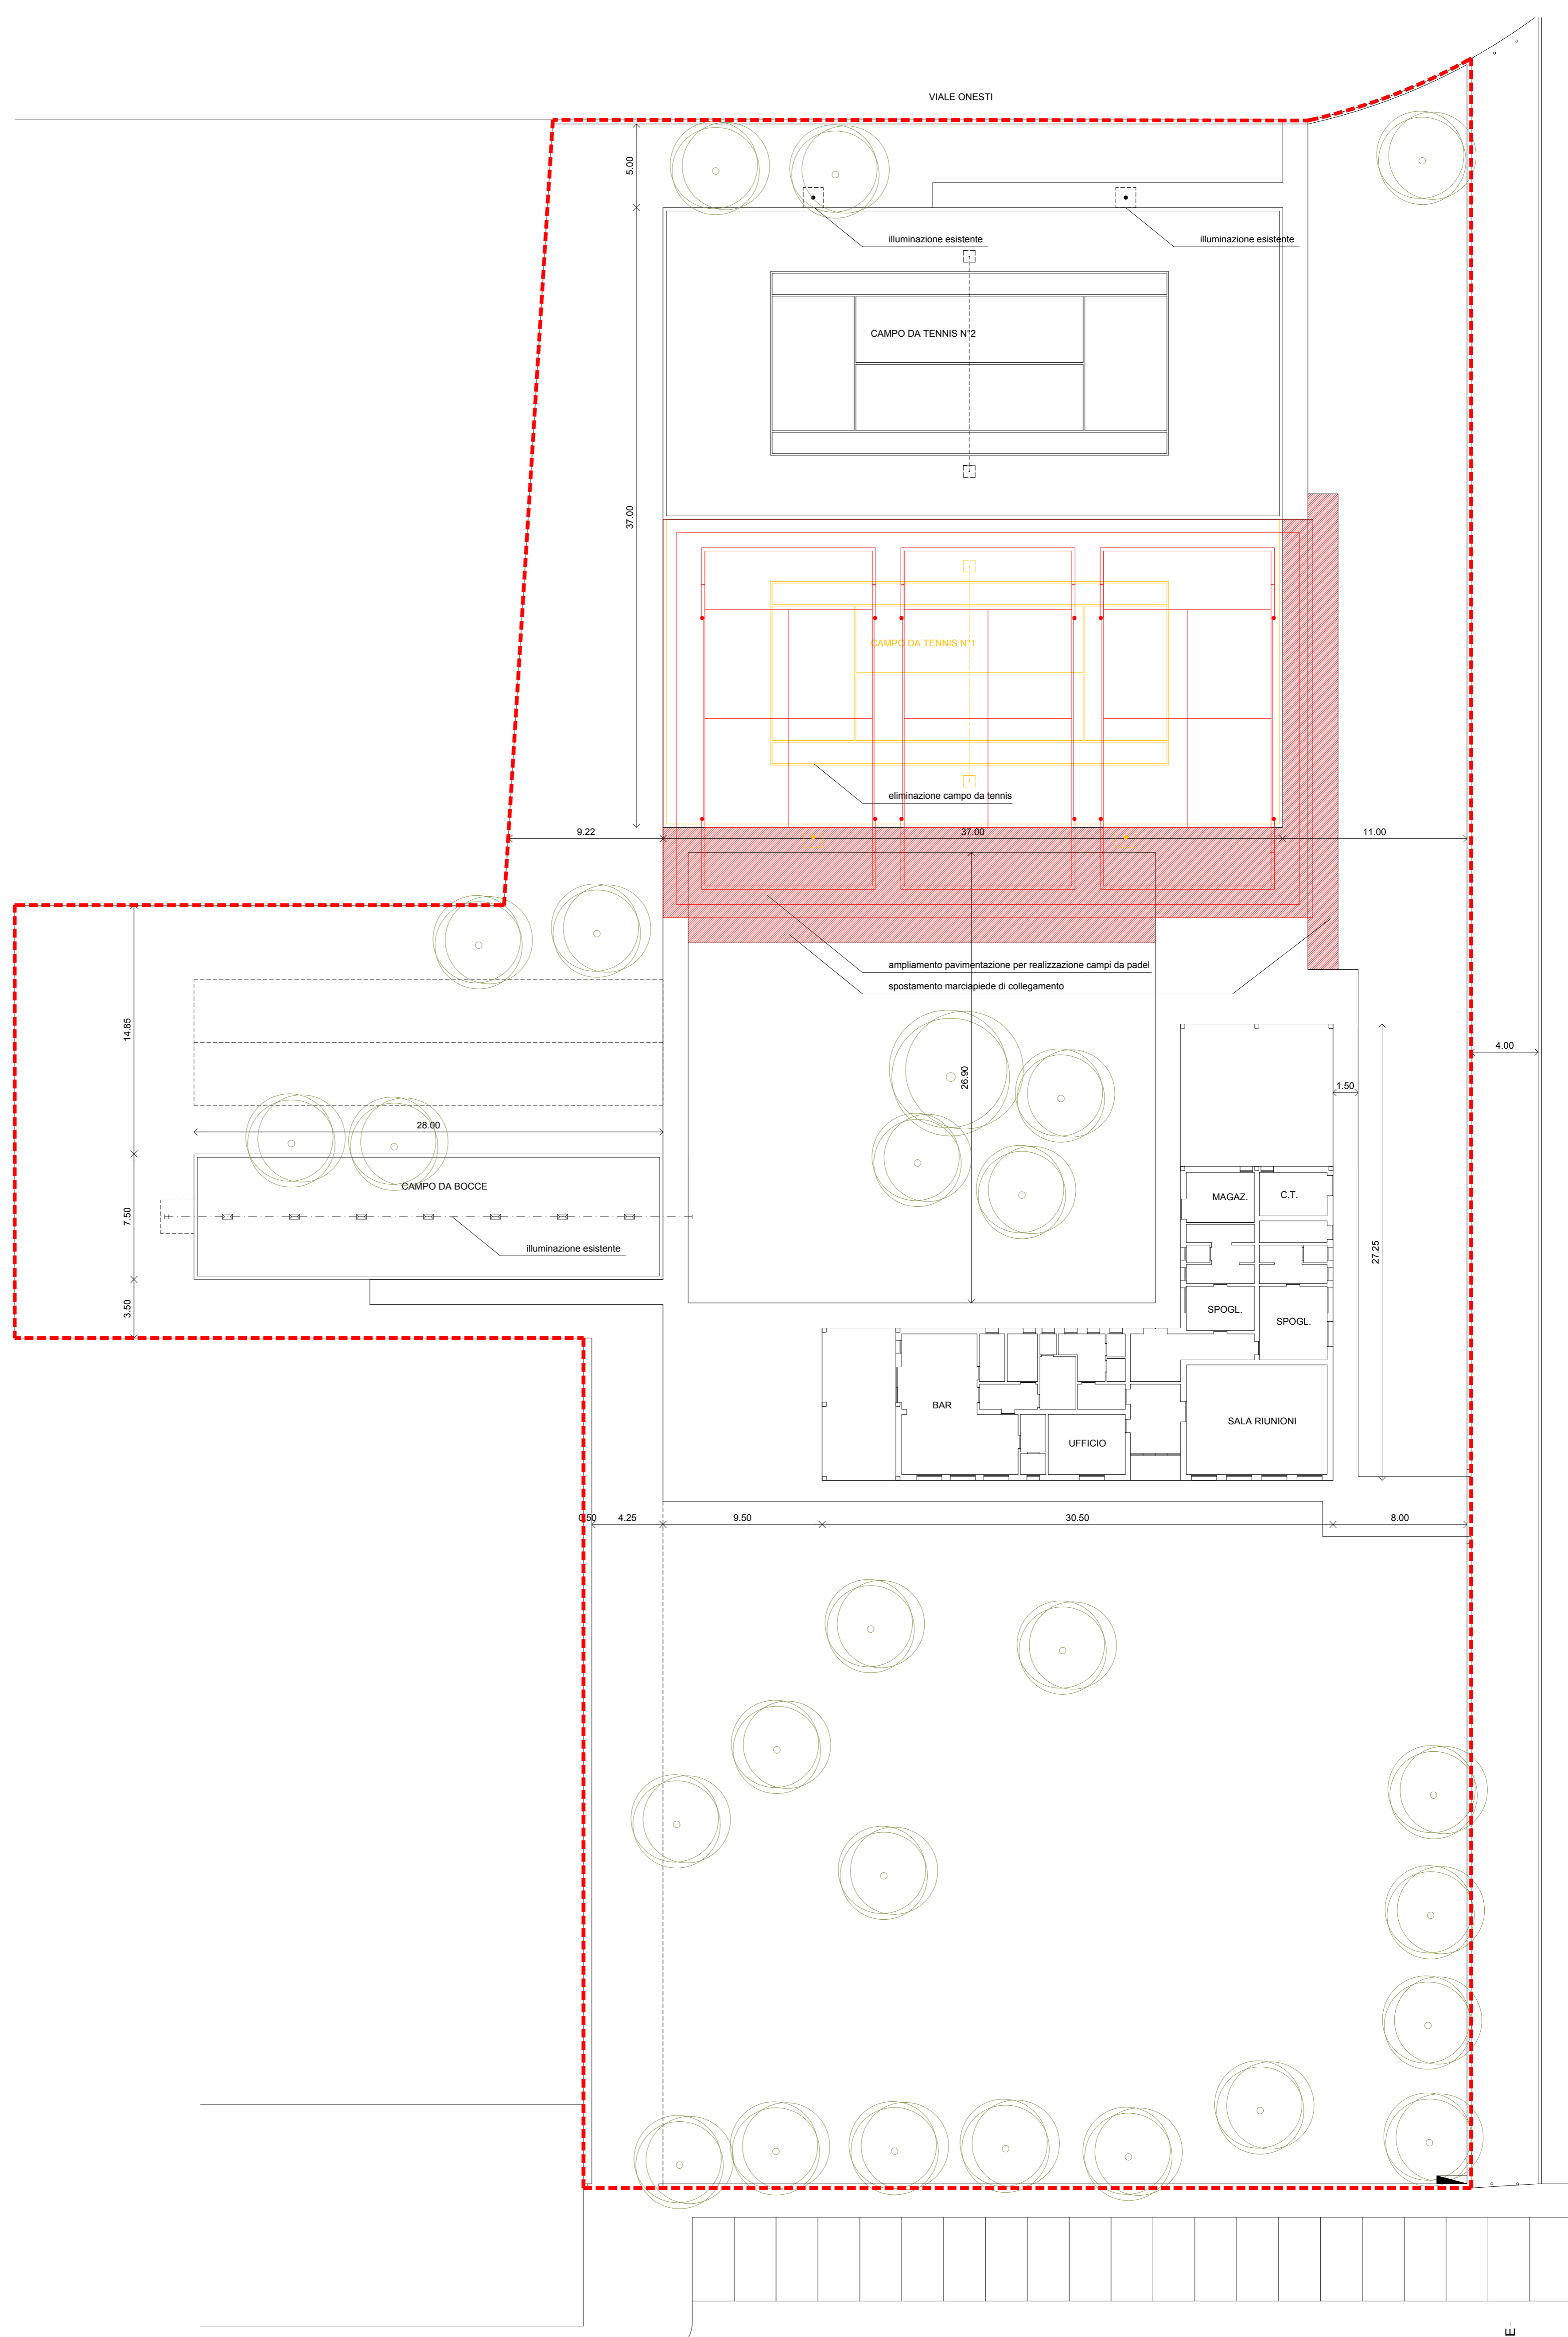 VIALE ONESTI
5.00
illuminazione esistente
illuminazione esistente
CAMPO DA TENNIS N°2
37.00
CAMPO DA TENNIS N°1
eliminazione campo da tennis
9.22
37.00
11.00
ampliamento pavimentazione per realizzazione campi da padel
spostamento marciapiede di collegamento
14.85
4.00
26.90
1.50
28.00
CAMPO DA BOCCE
MAGAZ.
C.T.
7.50
illuminazione esistente
27.25
3.50
SPOGL.
SPOGL.
BAR
SALA RIUNIONI
UFFICIO
0.50
4.25
9.50
30.50
8.00